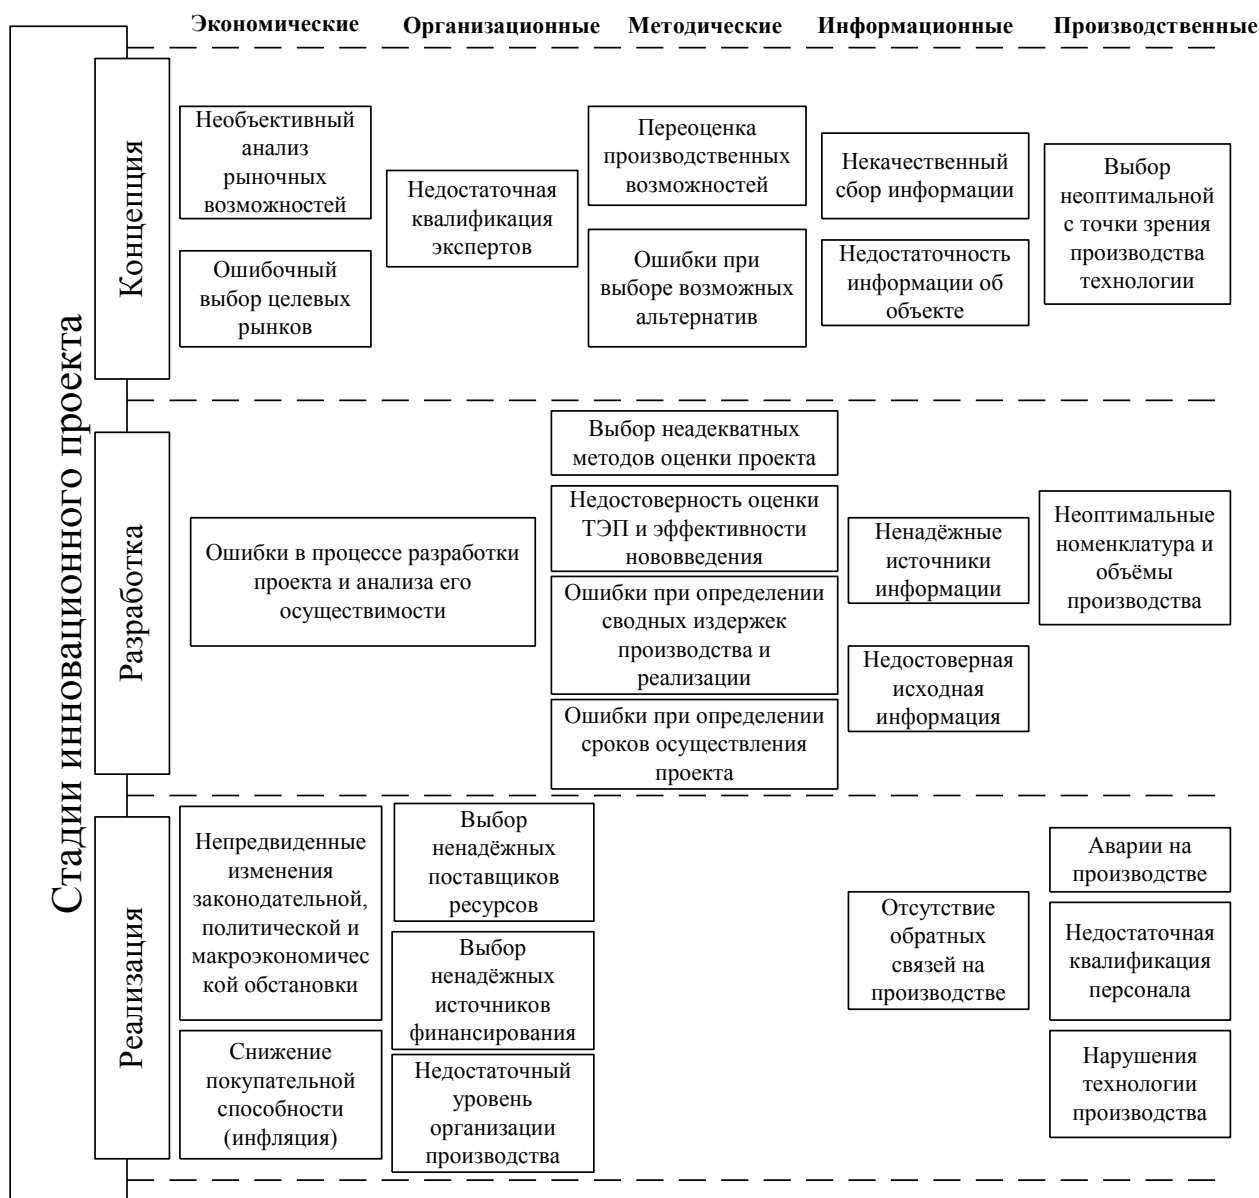 Экономические
Организационные
Методические
Информационные
Производственные
Стадии инновационного проекта
Концепция
Необъективный
анализ
рыночных
возможностей
Ошибочный
выбор целевых
рынков
Недостаточная
квалификация
экспертов
Переоценка
производственных
возможностей
Ошибки при
выборе возможных
альтернатив
Некачественный
сбор информации
Недостаточность
информации об
объекте
Выбор
неоптимальной
с точки зрения
производства
технологии
Разработка
Ошибки в процессе разработки
проекта и анализа его
осуществимости
Выбор неадекватных
методов оценки проекта
Недостоверность оценки
ТЭП и эффективности
нововведения
Ошибки при определении
сводных издержек
производства и
реализации
Ошибки при определении
сроков осуществления
проекта
Ненадёжные
источники
информации
Недостоверная
исходная
информация
Неоптимальные
номенклатура и
объёмы
производства
Реализация
Непредвиденные
изменения
законодательной,
политической и
макроэкономичес
кой обстановки
Снижение
покупательной
способности
(инфляция)
Выбор
ненадёжных
поставщиков
ресурсов
Выбор
ненадёжных
источников
финансирования
Недостаточный
уровень
организации
производства
Отсутствие
обратных
связей на
производстве
Аварии на
производстве
Недостаточная
квалификация
персонала
Нарушения
технологии
производства